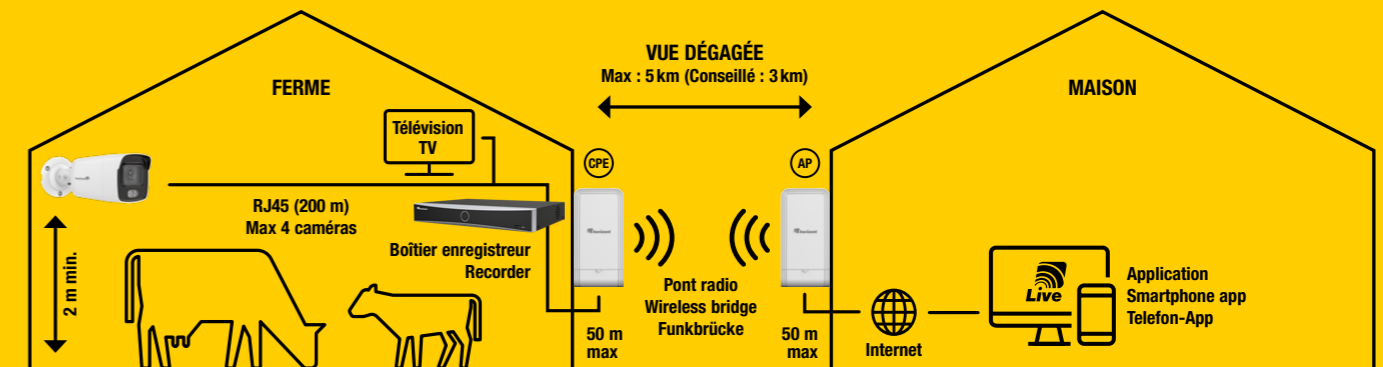 VUE DÉGAGÉE
Max : 5 km (Conseillé : 3 km)
FERME
MAISON
Télévision
TV
CPE
AP
RJ45 (200 m)
Max 4 caméras
Boîtier enregistreur
Recorder
2 m min.
Pont radio
Wireless bridge
Funkbrücke
50 m
max
50 m
max
Internet
Live
Application
Smartphone app
Telefon-App